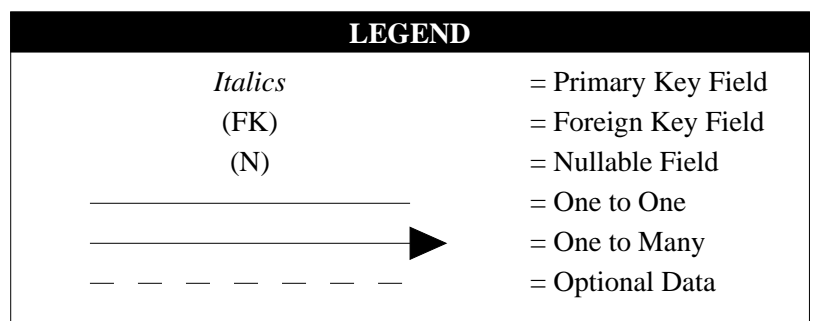 LEGEND
Italics = Primary Key Field
(FK) = Foreign Key Field
(N) = Nullable Field
= One to One
= One to Many
= Optional Data